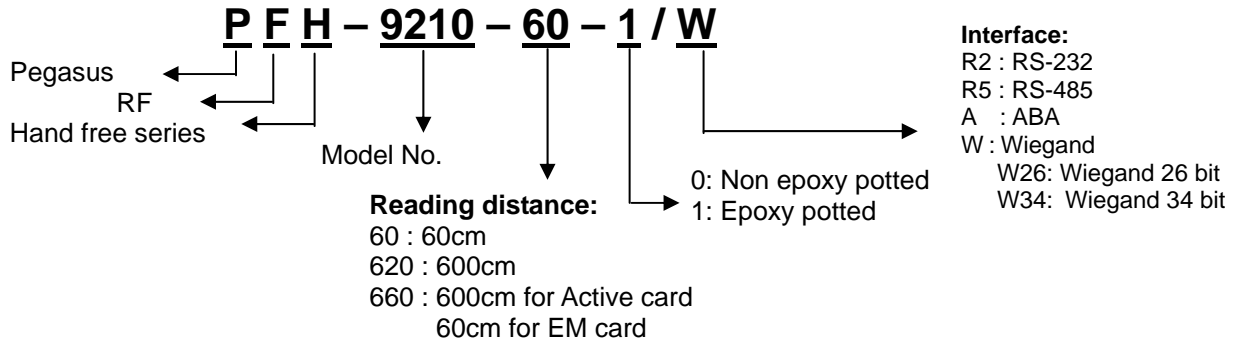 P F H – 9210 – 60 – 1 / W
Pegasus
RF
Hand free series
Model No.
Reading distance:
60 : 60cm
620 : 600cm
660 : 600cm for Active card
60cm for EM card
0: Non epoxy potted
1: Epoxy potted
Interface:
R2 : RS-232
R5 : RS-485
A : ABA
W : Wiegand
W26: Wiegand 26 bit
W34: Wiegand 34 bit